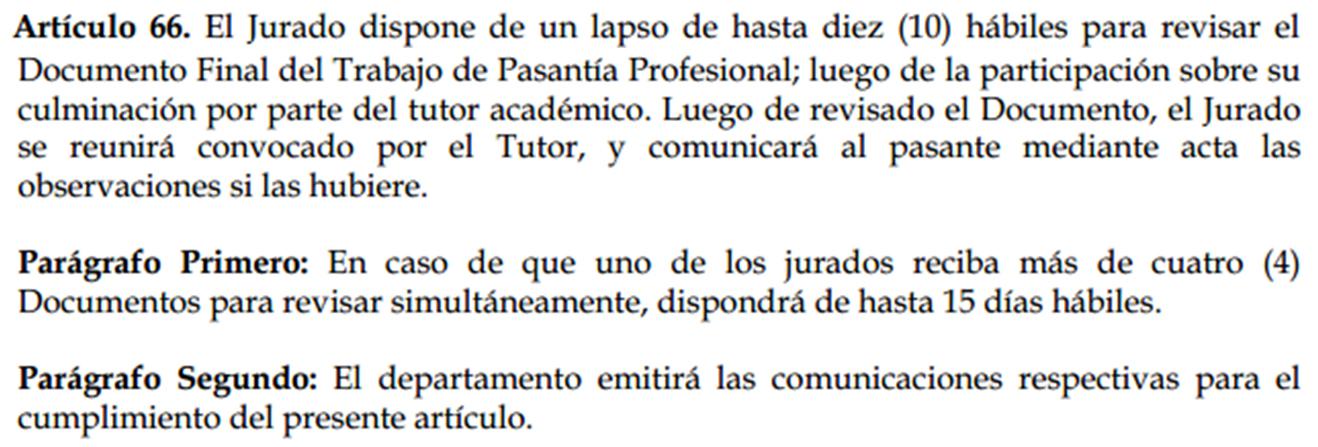 Artículo 66. El Jurado dispone de un lapso de hasta diez (10) hábiles para revisar el
Documento Final del Trabajo de Pasantía Profesional; luego de la participación sobre su
culminación por parte del tutor académico. Luego de revisado el Documento, el Jurado
se reunirá convocado por el Tutor, y comunicará al pasante mediante acta las
observaciones si las hubiere.
Parágrafo Primero: En caso de que uno de los jurados reciba más de cuatro (4)
Documentos para revisar simultáneamente, dispondrá de hasta 15 días hábiles.
Parágrafo Segundo: El departamento emitirá las comunicaciones respectivas para el
cumplimiento del presente artículo.